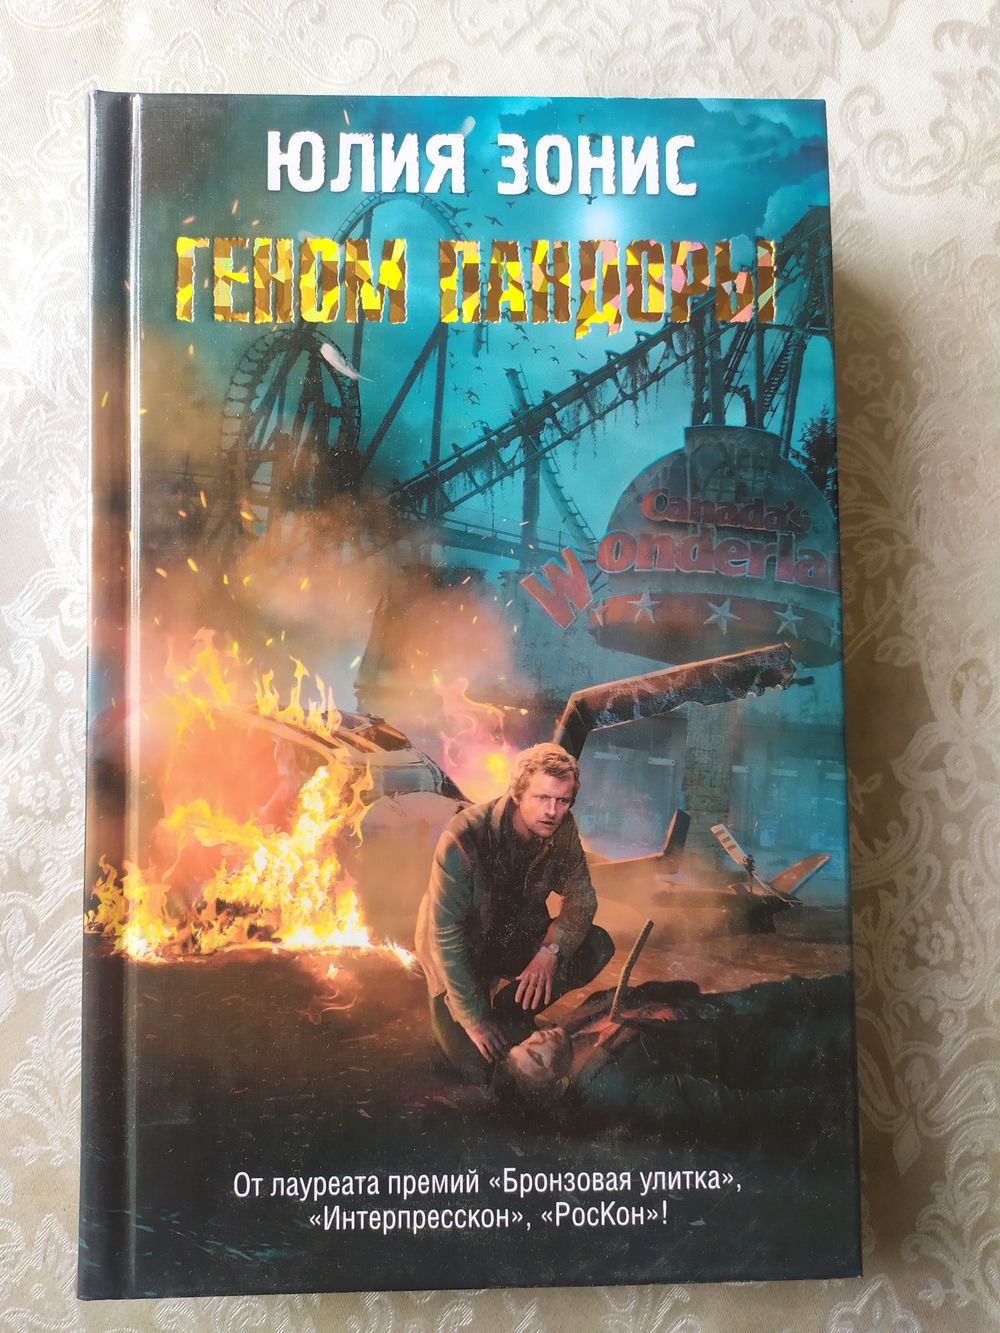 ЮЛИЯ ЗОНИС
ГЕНОМ ПАНДОРЫ
Canada's
Wonderla
От лауреата премий «Бронзовая улитка»,
«Интерпресскон», «РосКон»!